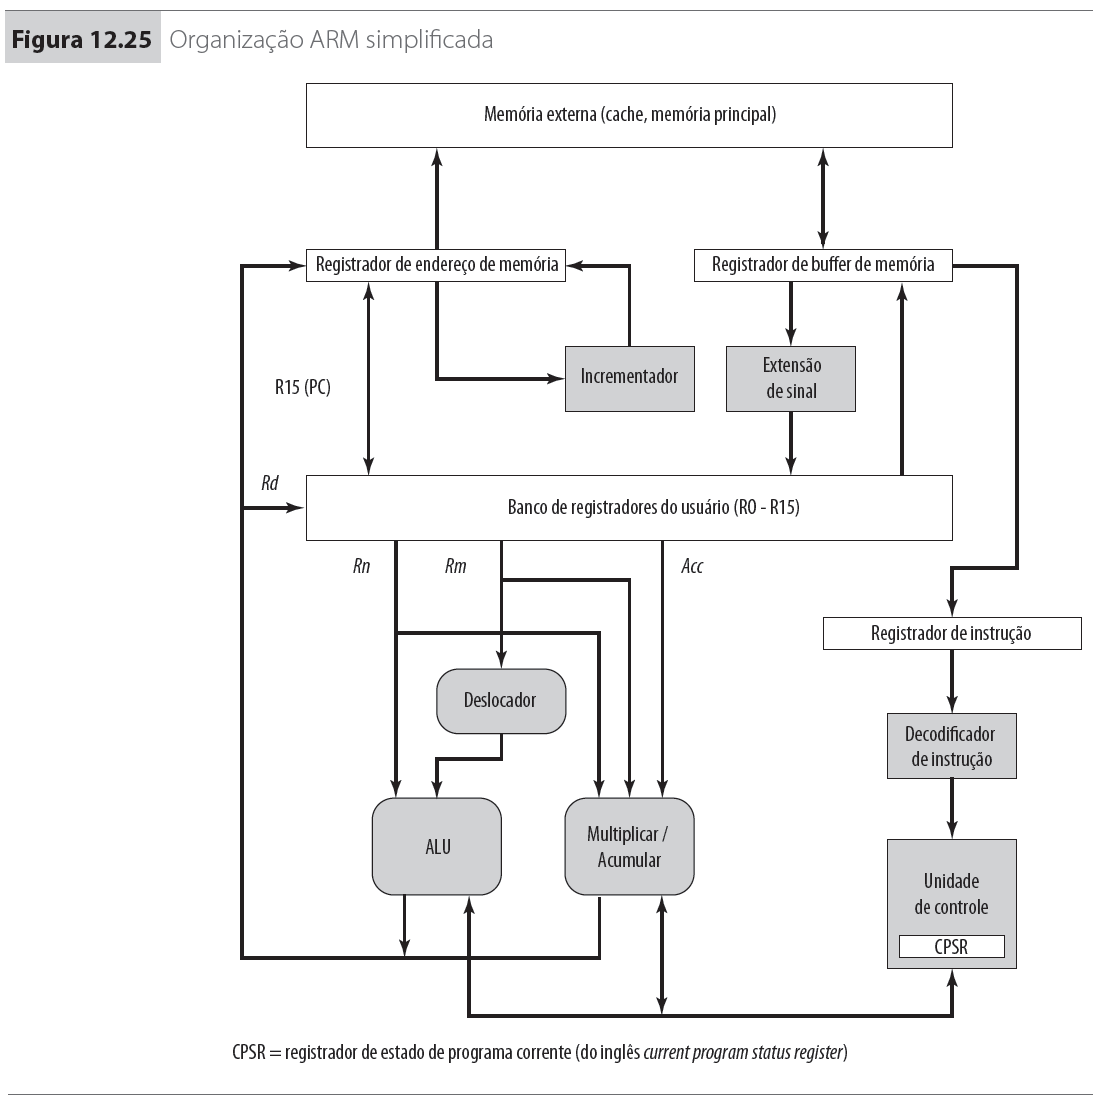 Figura 12.25 Organização ARM simplificada
Memória externa (cache, memória principal)
Registrador de endereço de memória
Registrador de buffer de memória
Incrementador
Extensão
de sinal
R15 (PC)
Rd
Banco de registradores do usuário (R0 - R15)
Rn
Rm
Acc
Registrador de instrução
Deslocador
Decodificador
de instrução
ALU
Multiplicar /
Acumular
Unidade
de controle
CPSR
CPSR = registrador de estado de programa corrente (do inglês current program status register)